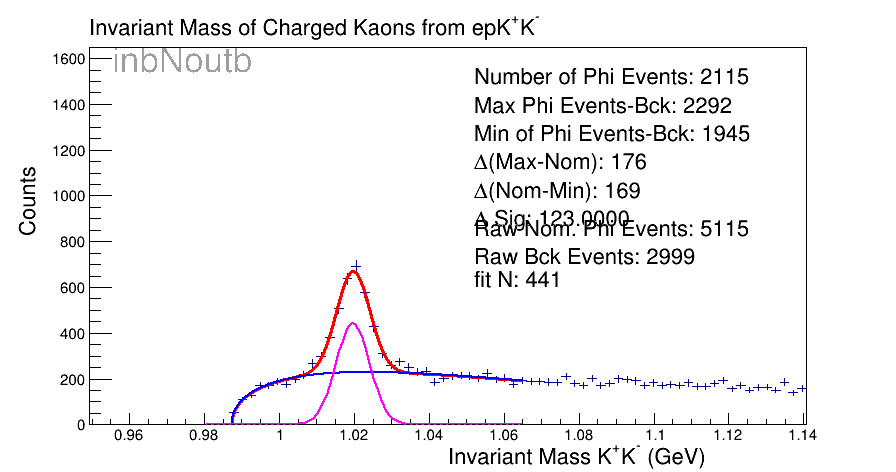 Invariant Mass of Charged Kaons from epK⁺K⁻
inbNoutb
Number of Phi Events: 2115
Max Phi Events-Bck: 2292
Min of Phi Events-Bck: 1945
Δ(Max-Nom): 176
Δ(Nom-Min): 169
Δ Sig: 123.0000
Raw Nom. Phi Events: 5115
Raw Bck Events: 2999
fit N: 441
Counts
1600
1400
1200
1000
800
600
400
200
0
0.96 0.98 1 1.02 1.04 1.06 1.08 1.1 1.12 1.14
Invariant Mass K⁺K⁻ (GeV)